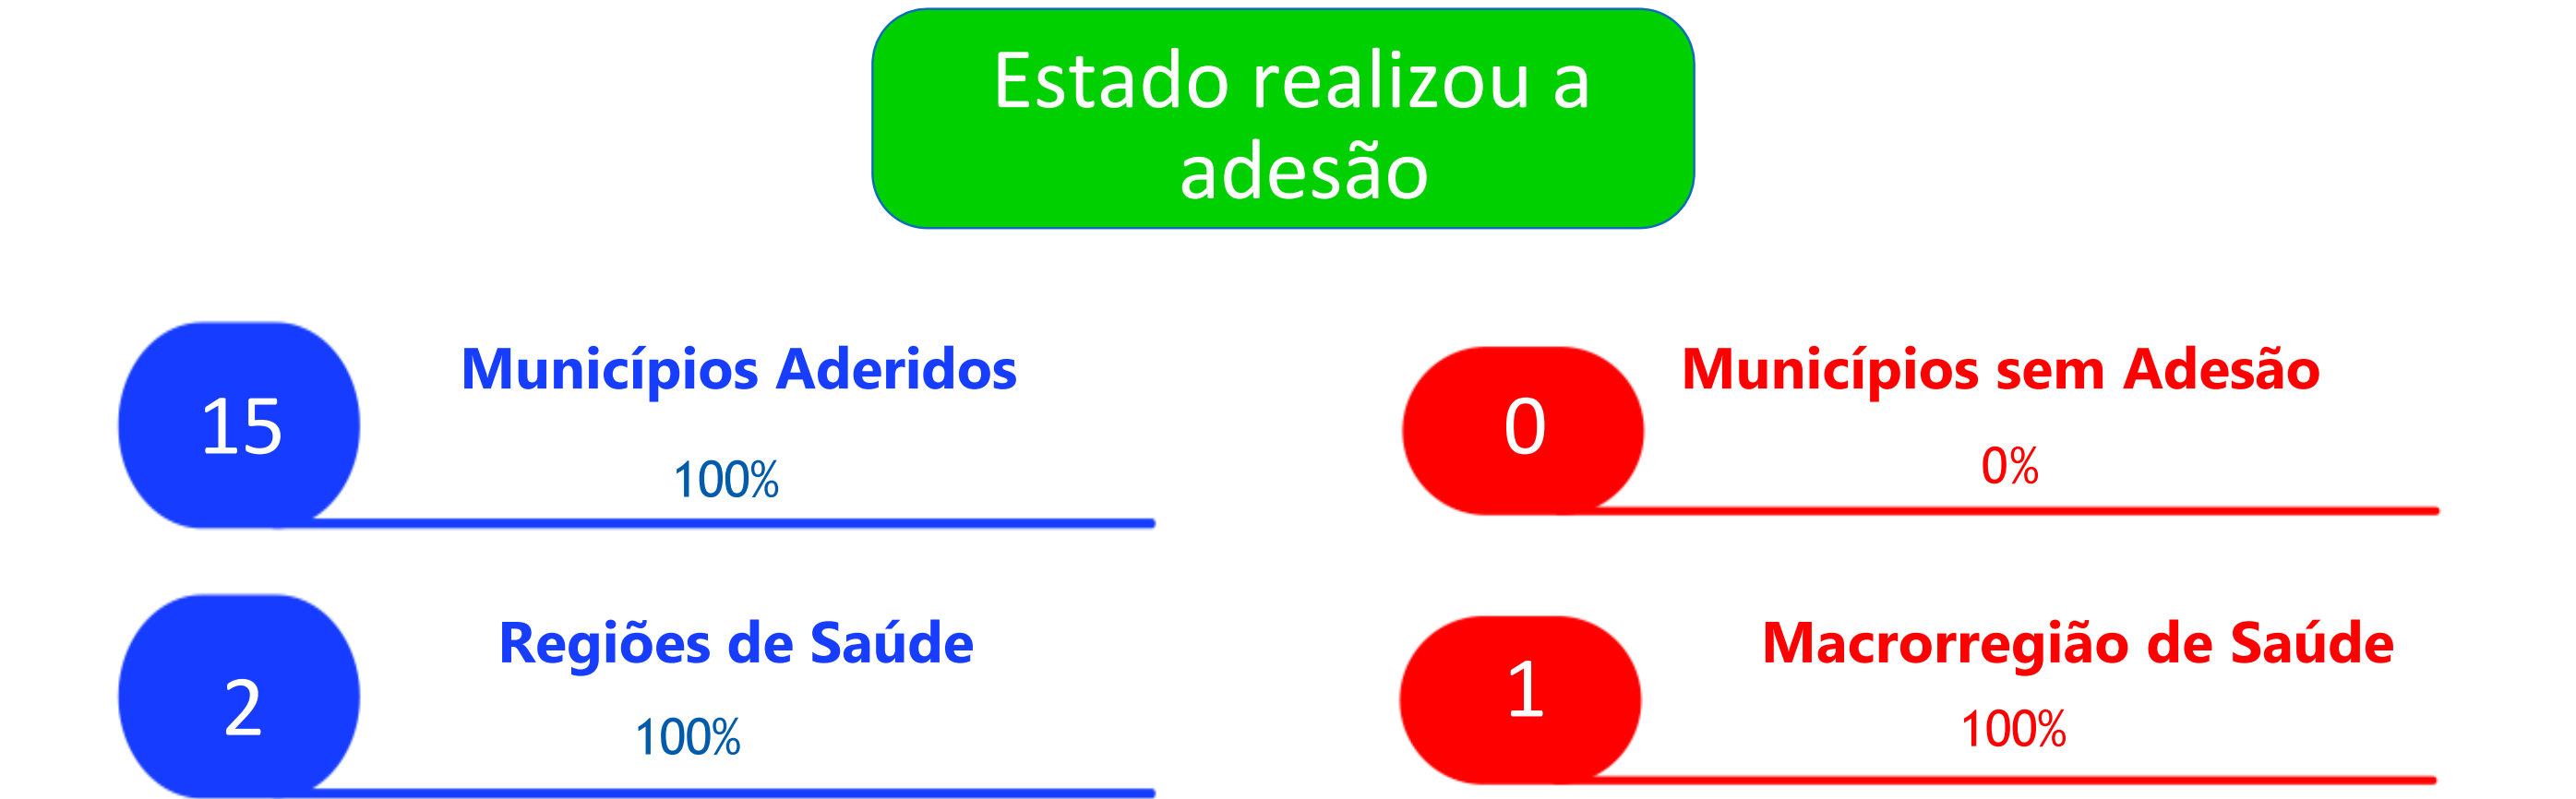 Estado realizou a
adesão
15
Municípios Aderidos
100%
0
Municípios sem Adesão
0%
2
Regiões de Saúde
100%
1
Macrorregião de Saúde
100%